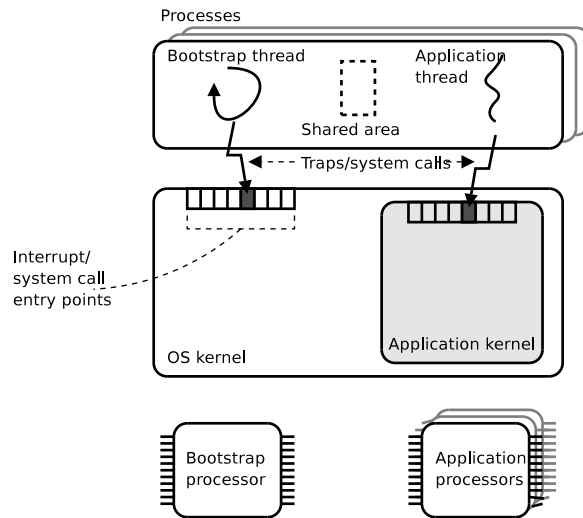 Processes
Bootstrap thread
Application
thread
Shared area
Traps/system calls
Interrupt/
system call
entry points
Application kernel
OS kernel
Bootstrap
processor
Application
processors